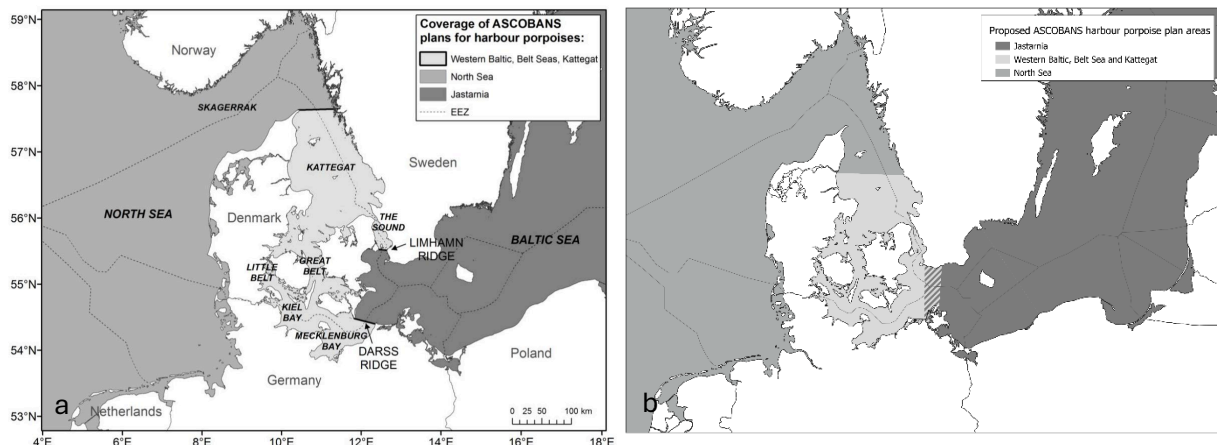 59°N
58°N
57°N
56°N
55°N
54°N
53°N
4°E
6°E
8°E
10°E
12°E
14°E
16°E
18°E
Coverage of ASCOBANS
plans for harbour porpoises:
Western Baltic, Belt Seas, Kattegat
North Sea
Jastarnia
EEZ
Norway
SKAGERRAK
KATTEGAT
Sweden
NORTH SEA
Denmark
THE
SOUND
LIMHAMN
RIDGE
BALTIC SEA
LITTLE
BELT
GREAT
BELT
KIEL
BAY
MECKLENBURG
BAY
DARSS
RIDGE
Poland
Germany
Netherlands
0 25 50 100 km
a
Proposed ASCOBANS harbour porpoise plan areas
Jastarnia
Western Baltic, Belt Sea and Kattegat
North Sea
b